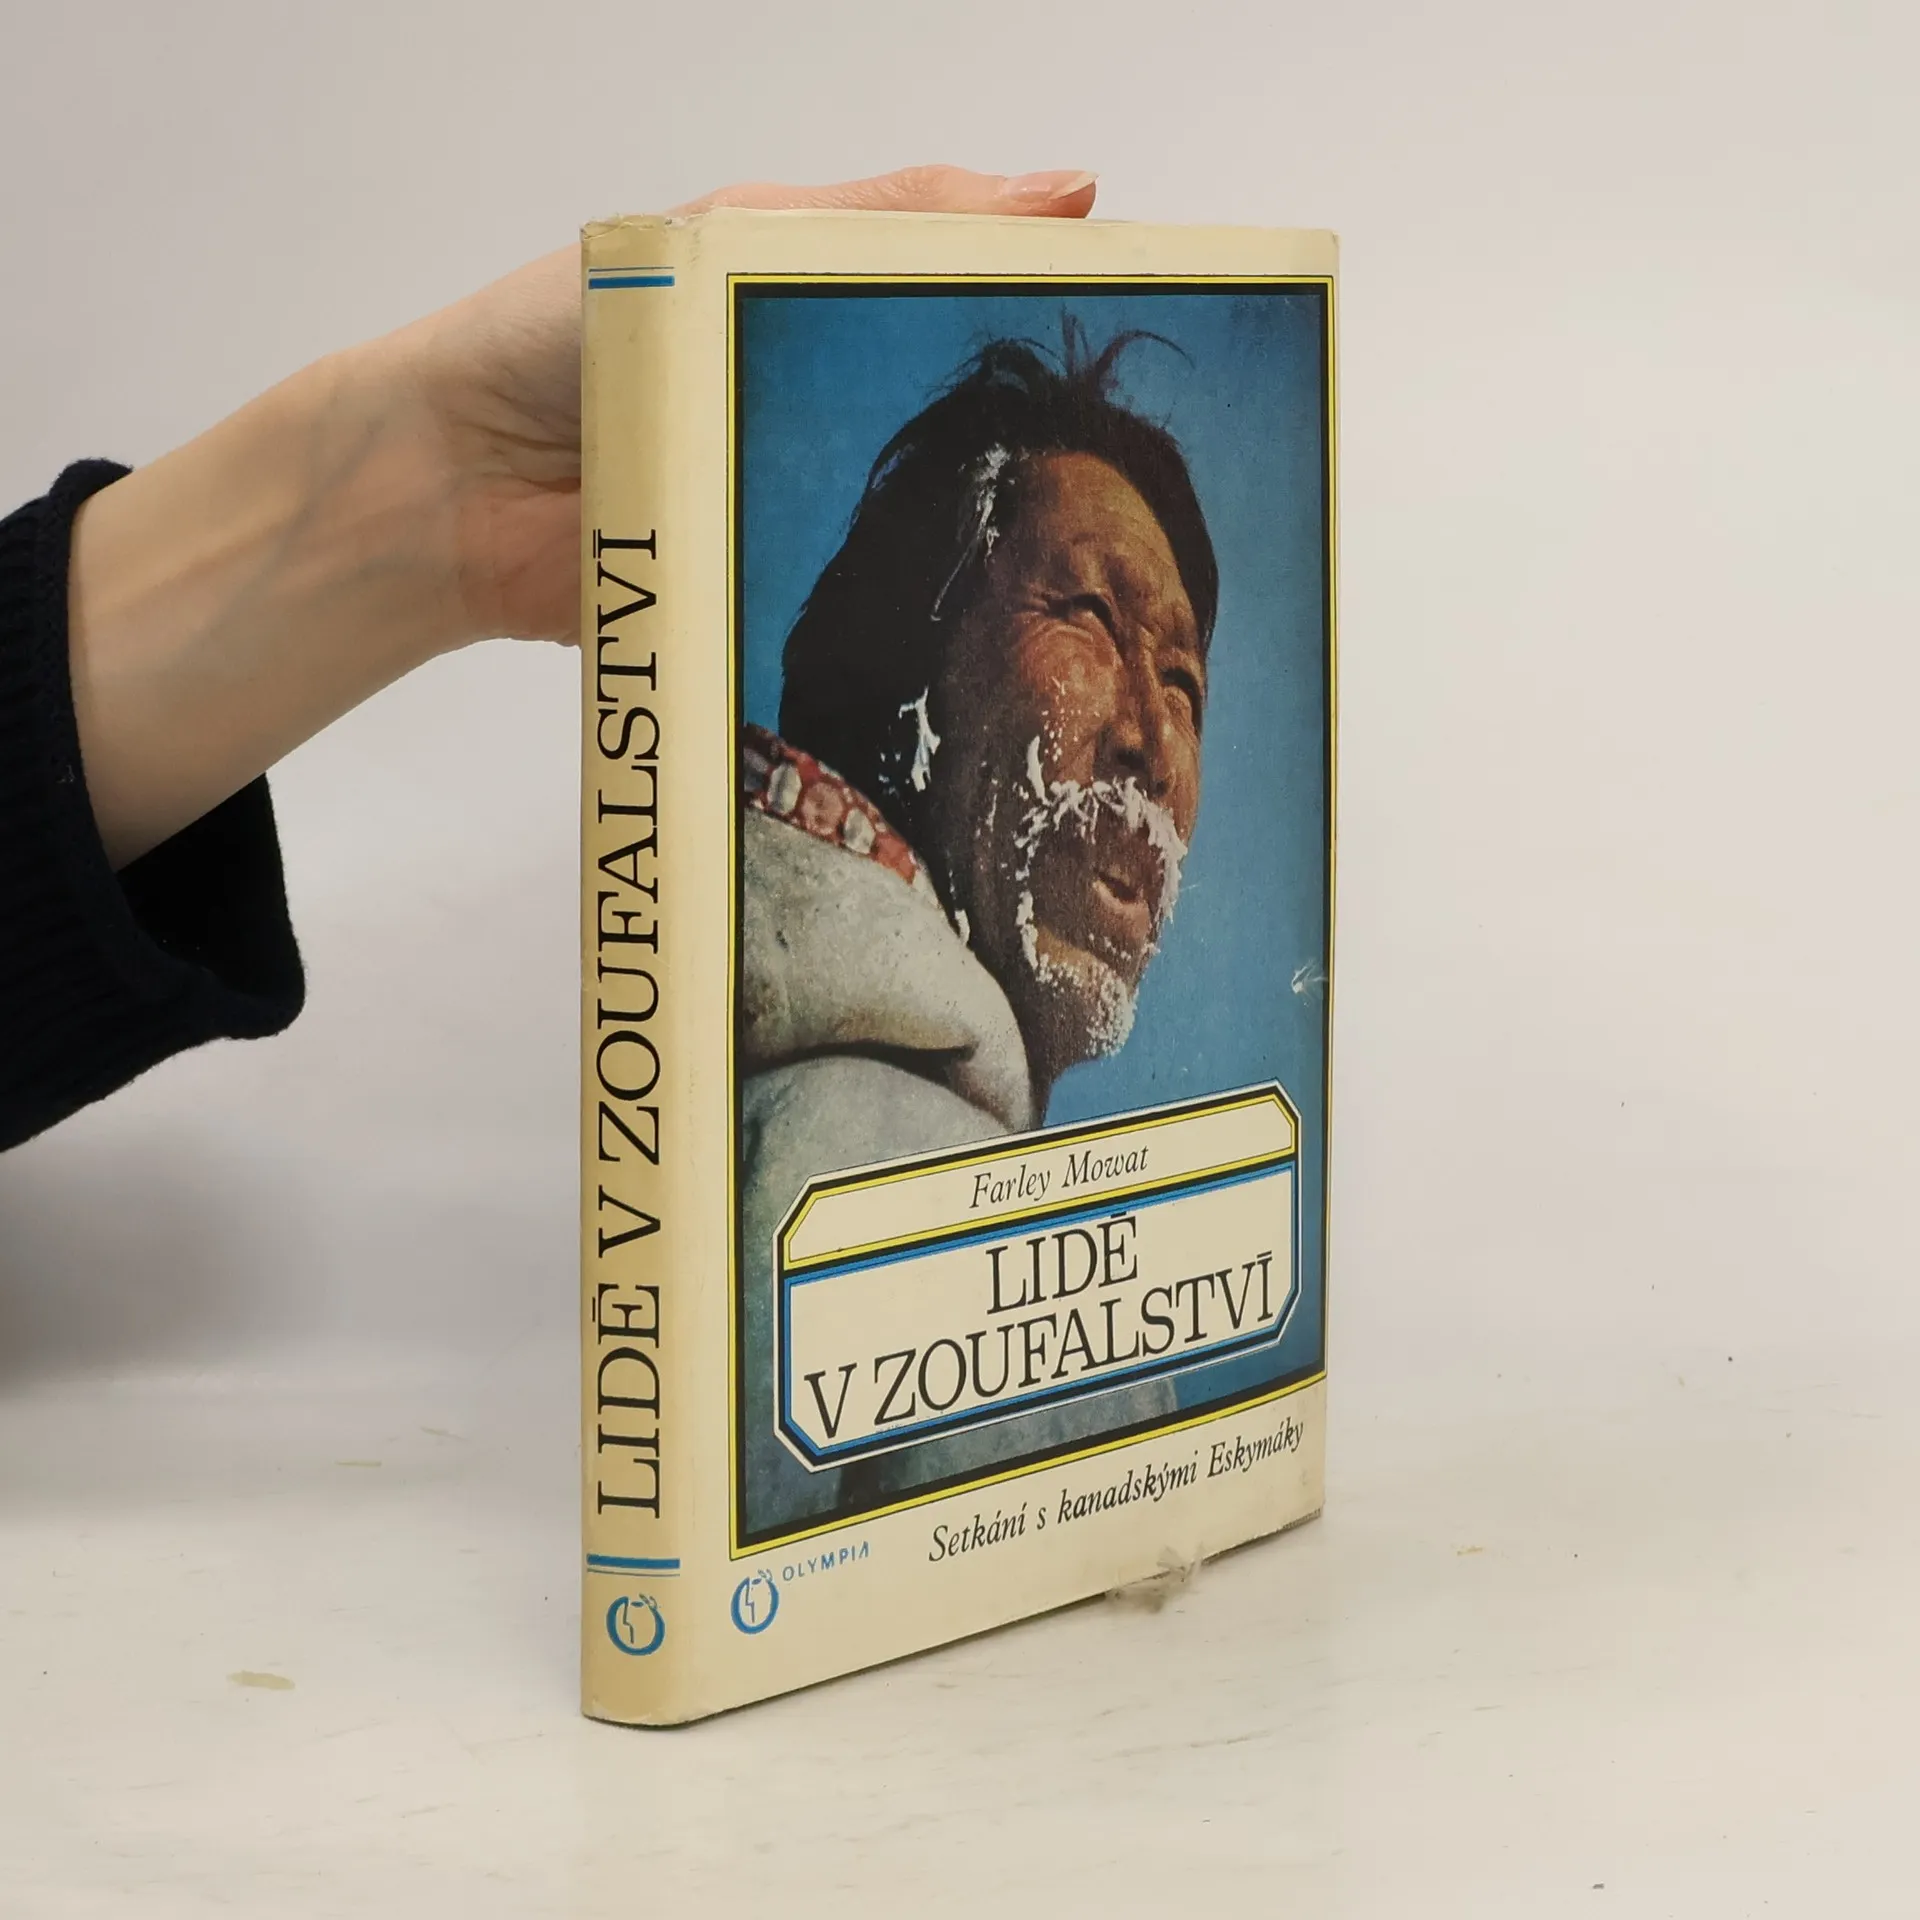 LIDÉ V ZOUFALSTVÍ
Farley Mowat
LIDÉ
V ZOUFALSTVÍ
Setkání s kanadskými Eskymáky
OLYMPIA